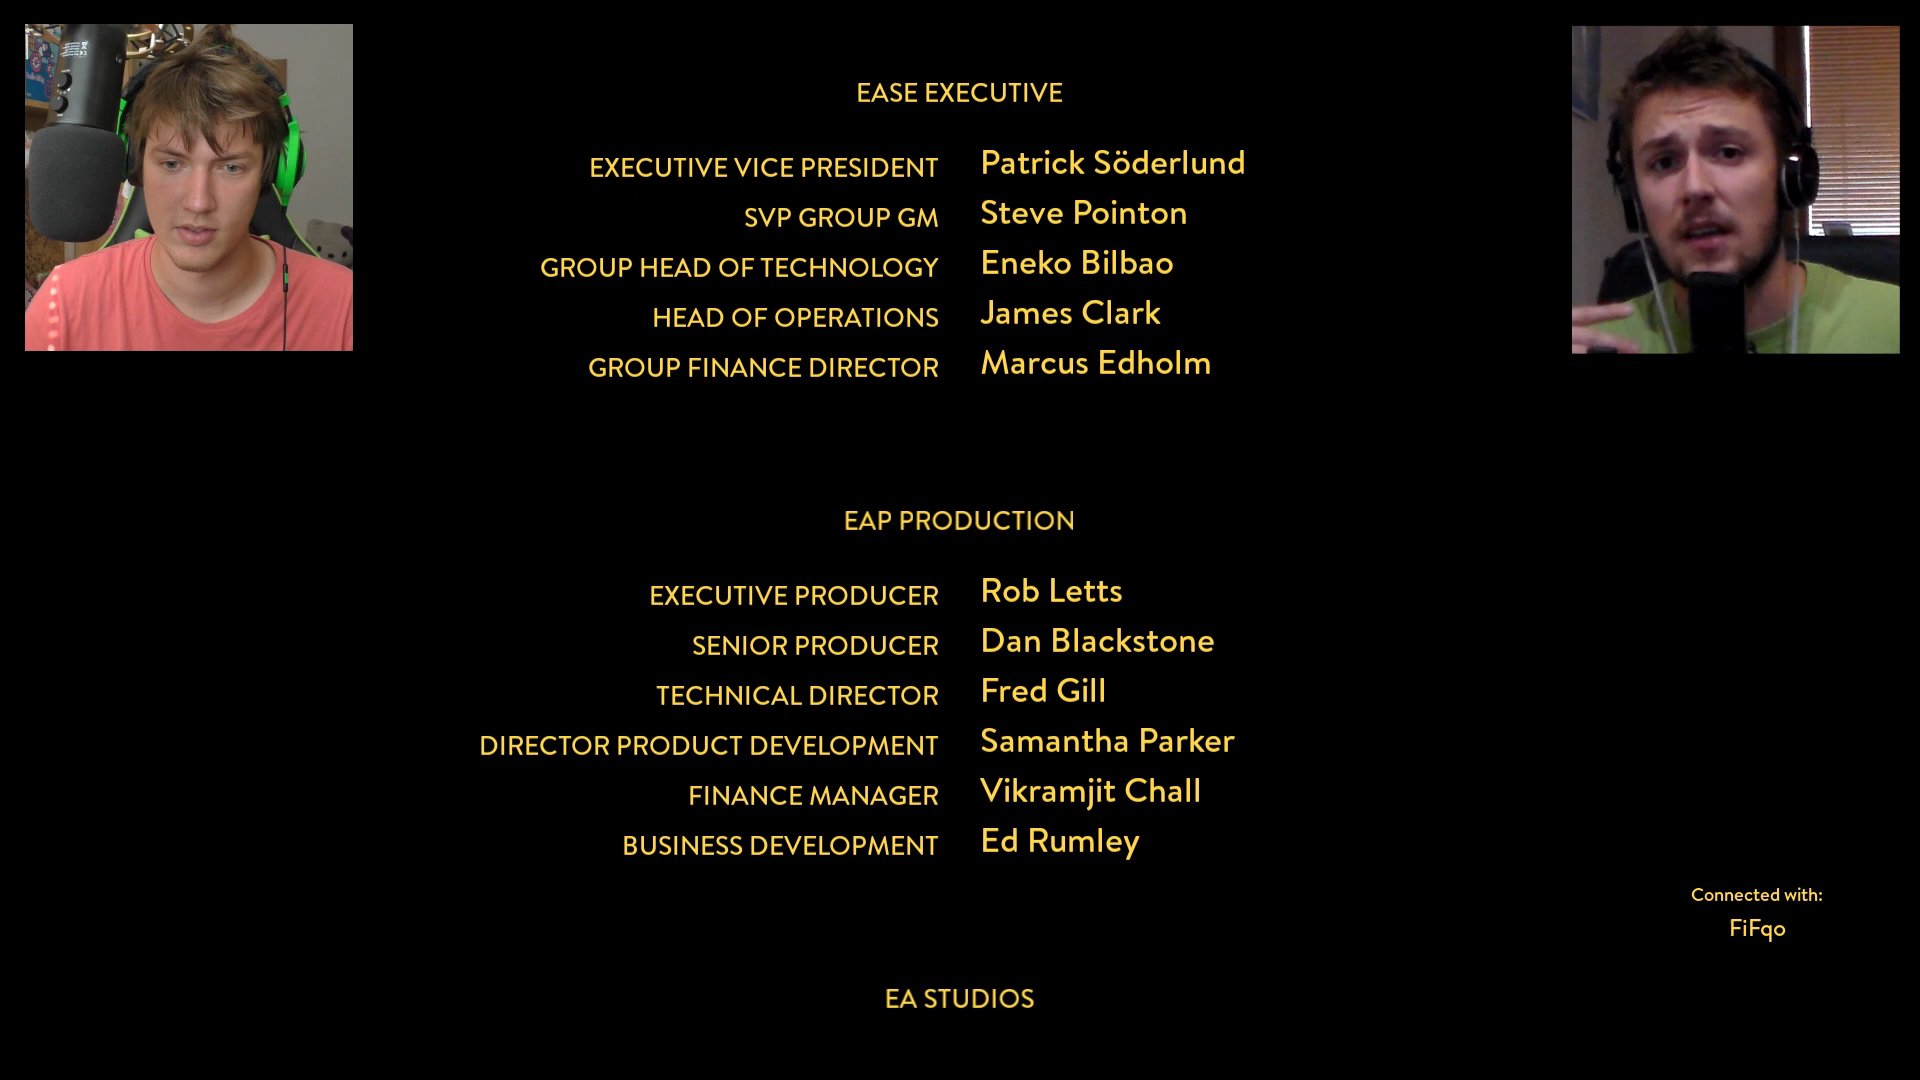 EASE EXECUTIVE
EXECUTIVE VICE PRESIDENT Patrick Söderlund
SVP GROUP GM Steve Pointon
GROUP HEAD OF TECHNOLOGY Eneko Bilbao
HEAD OF OPERATIONS James Clark
GROUP FINANCE DIRECTOR Marcus Edholm
EAP PRODUCTION
EXECUTIVE PRODUCER Rob Letts
SENIOR PRODUCER Dan Blackstone
TECHNICAL DIRECTOR Fred Gill
DIRECTOR PRODUCT DEVELOPMENT Samantha Parker
FINANCE MANAGER Vikramjit Chall
BUSINESS DEVELOPMENT Ed Rumley
Connected with:
FiFqo
EA STUDIOS